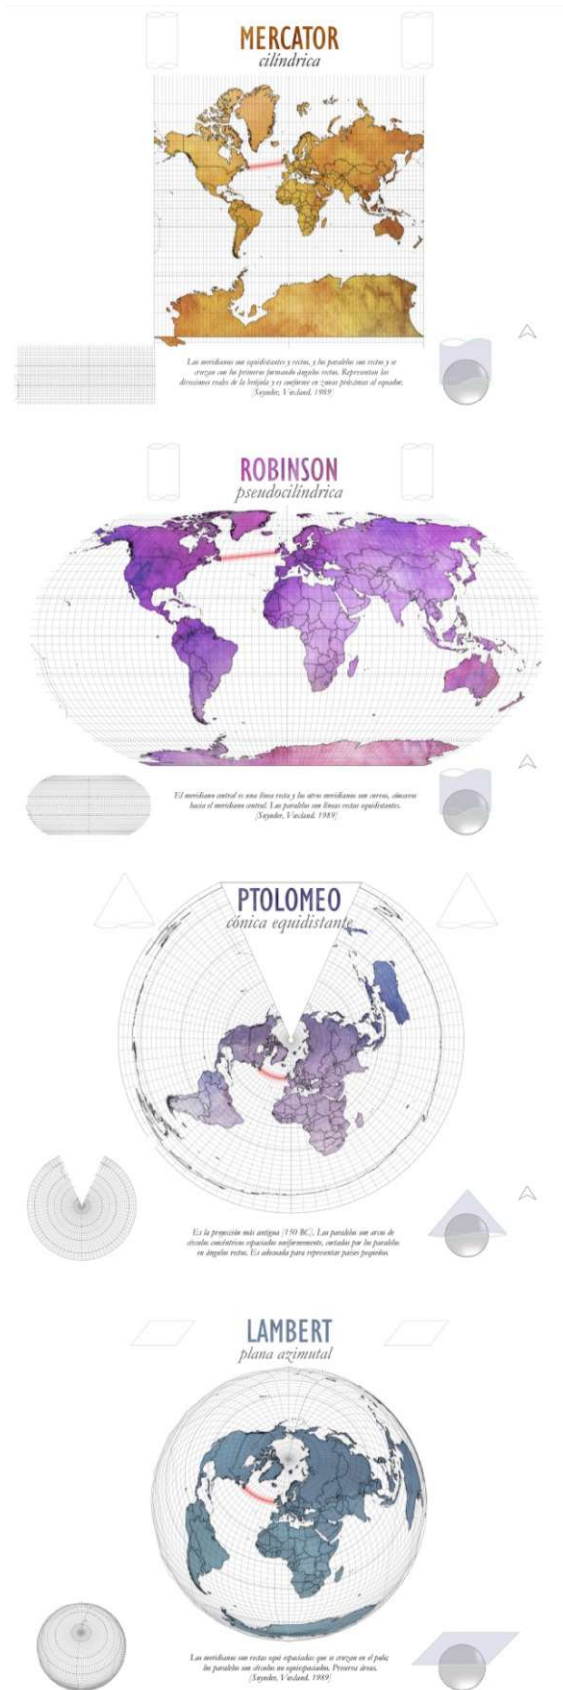 MERCATOR
cilíndrica
Los meridianos son equidistantes y rectos, y los paralelos son rectos y se
cruzan con los primeros formando ángulos rectos. Representan las
direcciones reales de la brújula y es conforme en zonas próximas al equador.
(Snynder, Voxland. 1989)
ROBINSON
pseudocilíndrica
El meridiano central es una línea recta y los otros meridianos son curvos, cóncavos
hacia el meridiano central. Los paralelos son líneas rectas equidistantes.
(Snynder, Voxland. 1989)
PTOLOMEO
cónica equidistante
Es la proyección más antigua (150 BC). Los paralelos son arcos de
círculos concéntricos espaciados uniformemente, cortados por los paralelos
en ángulos rectos. Es adecuada para representar países pequeños.
LAMBERT
plana azimutal
Los meridianos son rectas equi espaciadas que se cruzan en el polo;
los paralelos son círculos no equiespaciados. Preserva áreas.
(Snynder, Voxland. 1989)